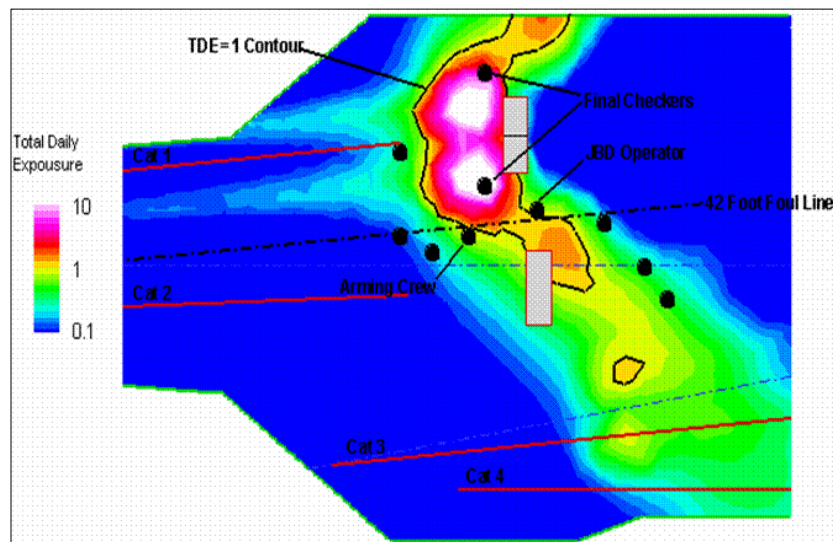 TDE=1 Contour
Final Checkers
Total Daily
Expousure
Cat 1
JBD Operator
10
42 Foot Foul Line
1
Arming Crew
Cat 2
0.1
Cat 3
Cat 4